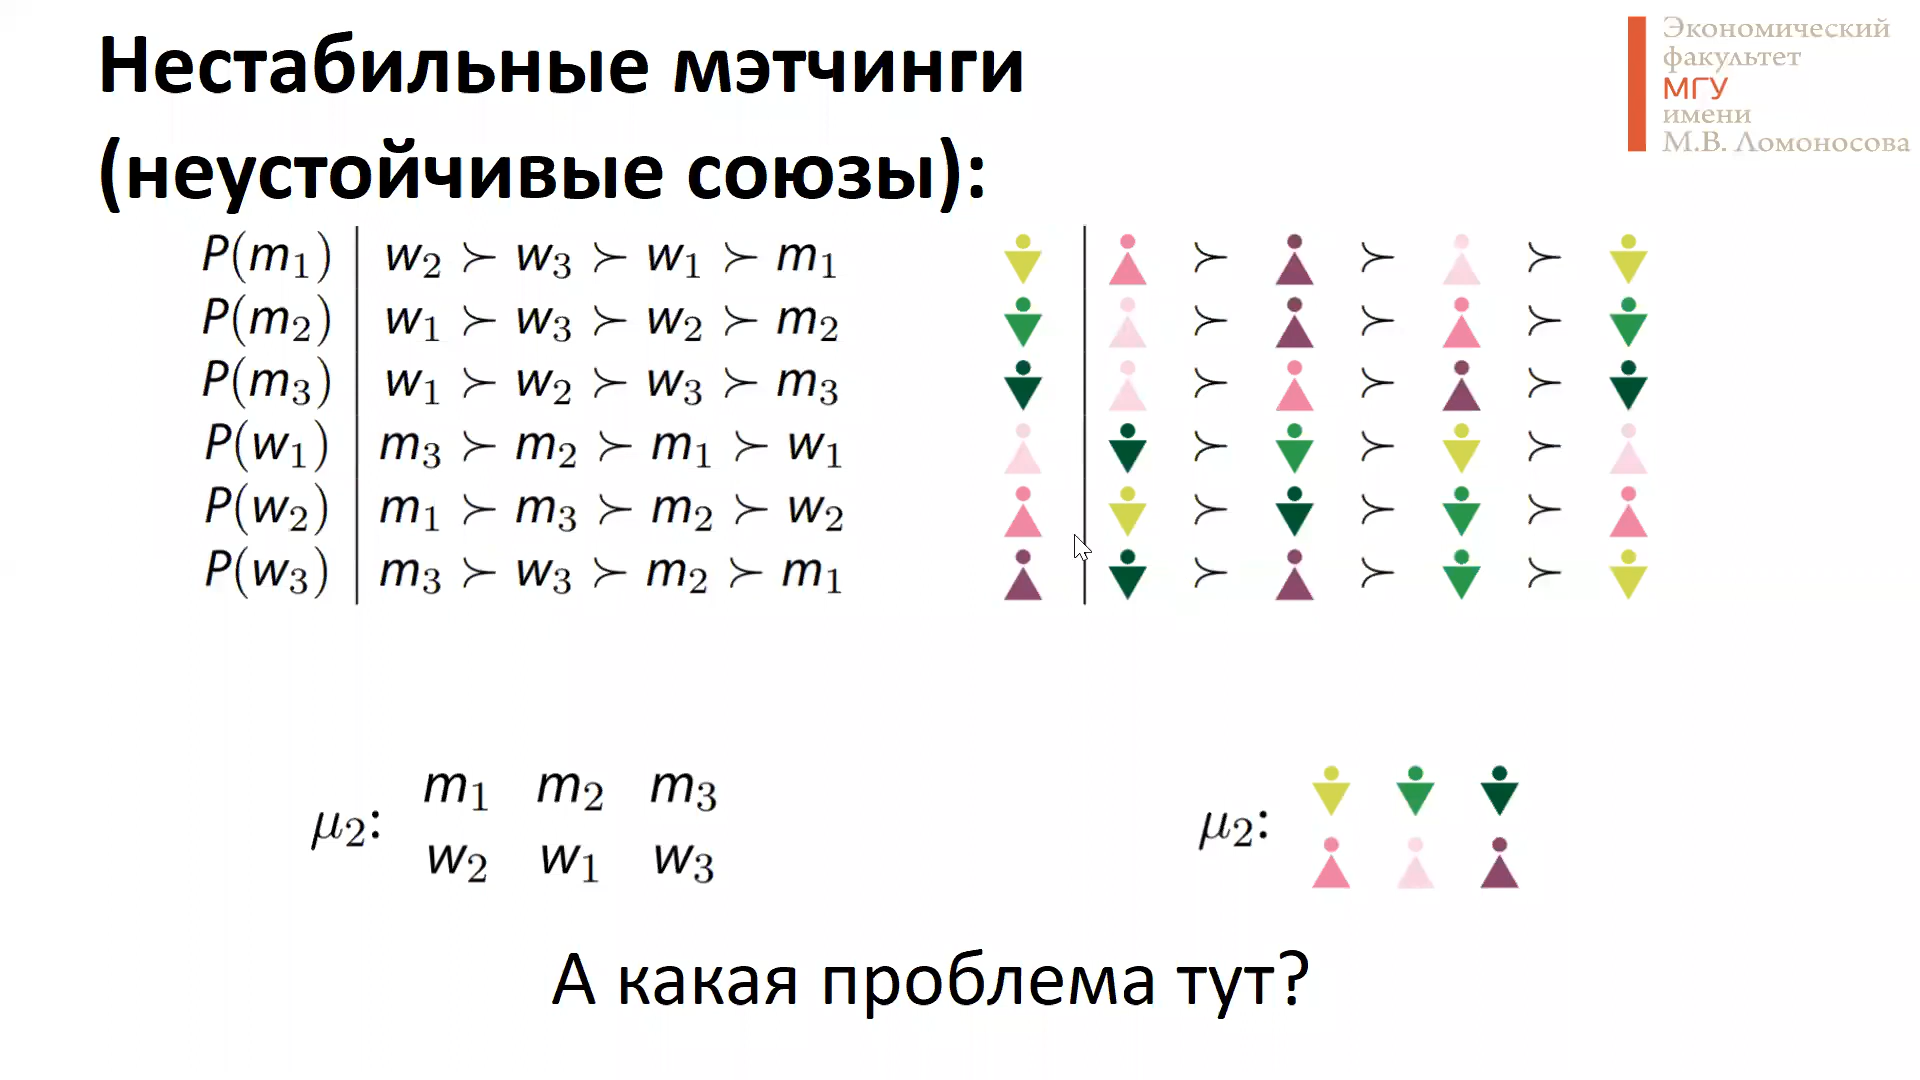 Нестабильные мэтчинги
(неустойчивые союзы):
Экономический
факультет
МГУ
имени
М.В. Ломоносова
P(m₁) | w₂ ≻ w₃ ≻ w₁ ≻ m₁
P(m₂) | w₁ ≻ w₃ ≻ w₂ ≻ m₂
P(m₃) | w₁ ≻ w₂ ≻ w₃ ≻ m₃
P(w₁) | m₃ ≻ m₂ ≻ m₁ ≻ w₁
P(w₂) | m₁ ≻ m₃ ≻ m₂ ≻ w₂
P(w₃) | m₃ ≻ w₃ ≻ m₂ ≻ m₁
≻ ≻ ≻
≻ ≻ ≻
≻ ≻ ≻
≻ ≻ ≻
≻ ≻ ≻
≻ ≻ ≻
μ₂:
m₁ m₂ m₃
w₂ w₁ w₃
μ₂:
А какая проблема тут?